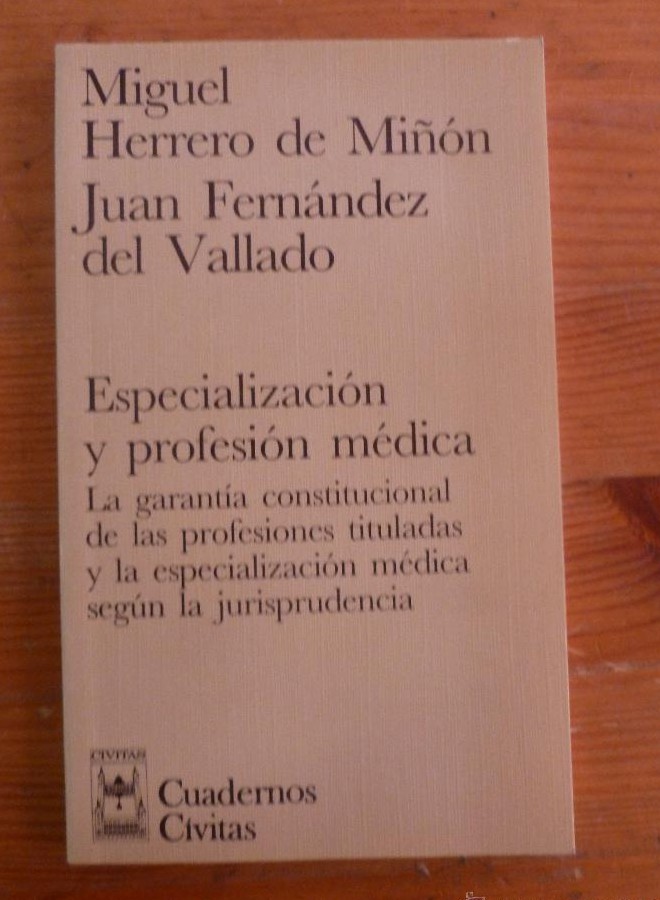 Miguel
Herrero de Miñón
Juan Fernández
del Vallado
Especialización
y profesión médica
La garantía constitucional
de las profesiones tituladas
y la especialización médica
según la jurisprudencia
CIVITAS
Cuadernos
Cívitas